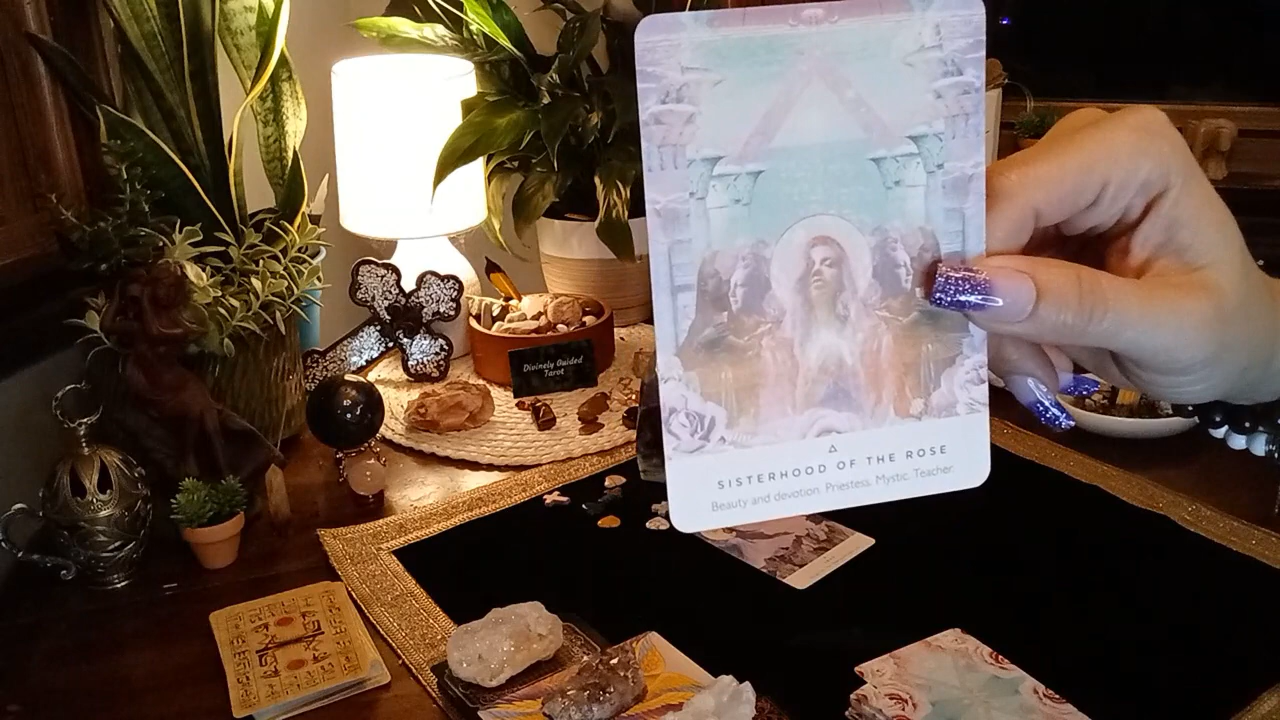 Divinely Guided
Tarot
SISTERHOOD OF THE ROSE
Beauty and devotion. Priestess. Mystic. Teacher.